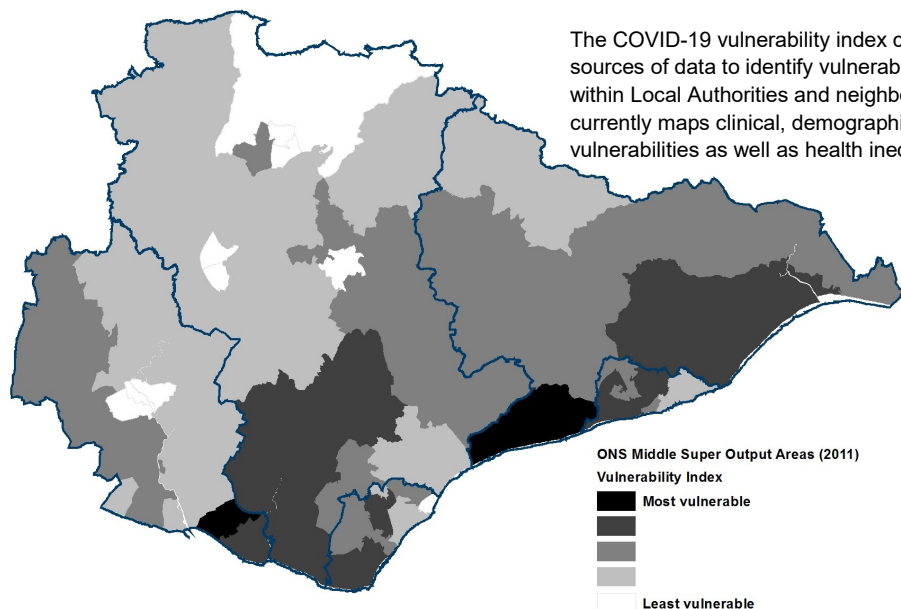 The COVID-19 vulnerability index
sources of data to identify
within Local Authorities and
currently maps clinical,
vulnerabilities as well as health
ONS Middle Super Output Areas (2011)
Vulnerability Index
Most vulnerable
Least vulnerable